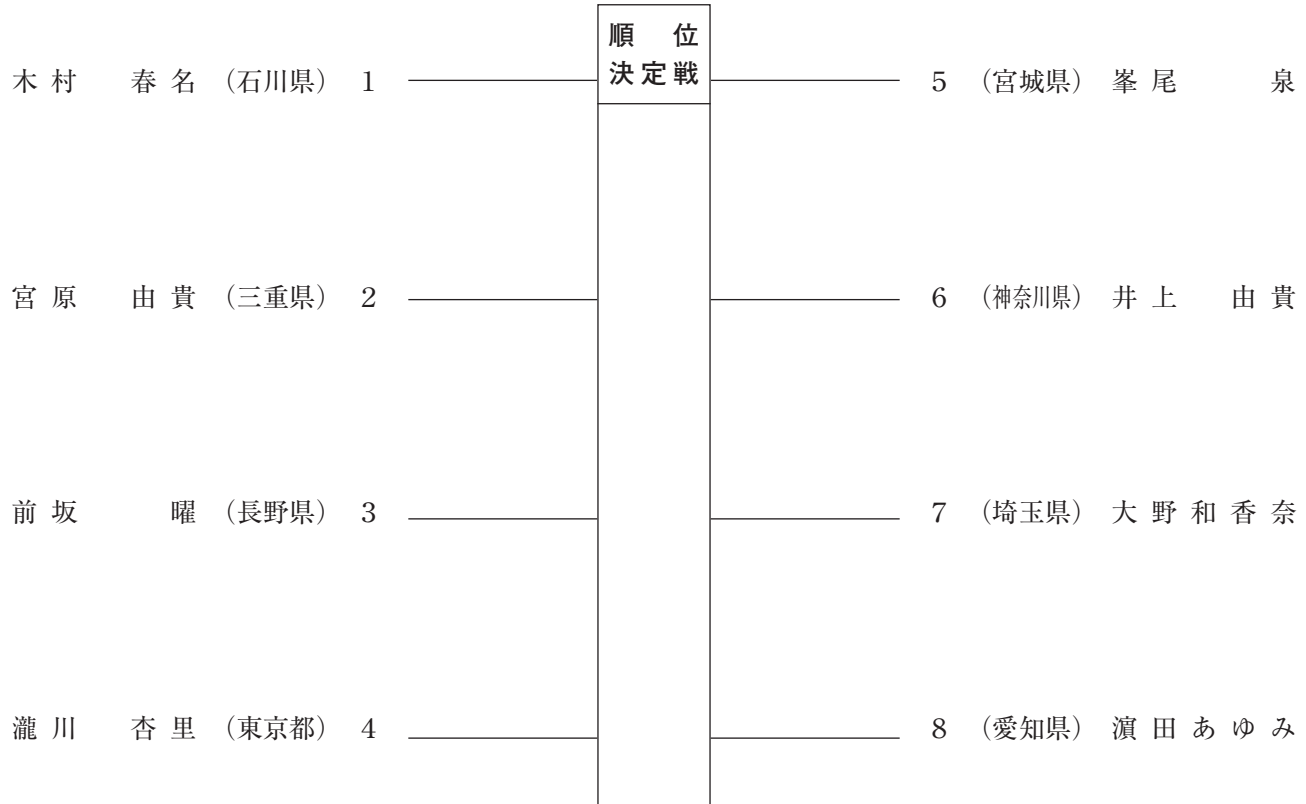 順位
決定戦
木村 春名 (石川県) 1
5 (宮城県) 峯尾 泉
宮原 由貴 (三重県) 2
6 (神奈川県) 井上 由貴
前坂 曜 (長野県) 3
7 (埼玉県) 大野和香奈
瀧川 杏里 (東京都) 4
8 (愛知県) 濵田あゆみ